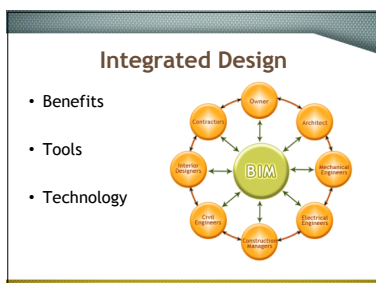 Integrated Design
• Benefits
• Tools
• Technology
Owner
Architect
Mechanical
Engineers
Electrical
Engineers
Construction
Managers
Civil
Engineers
Interior
Designers
Contractors
BIM